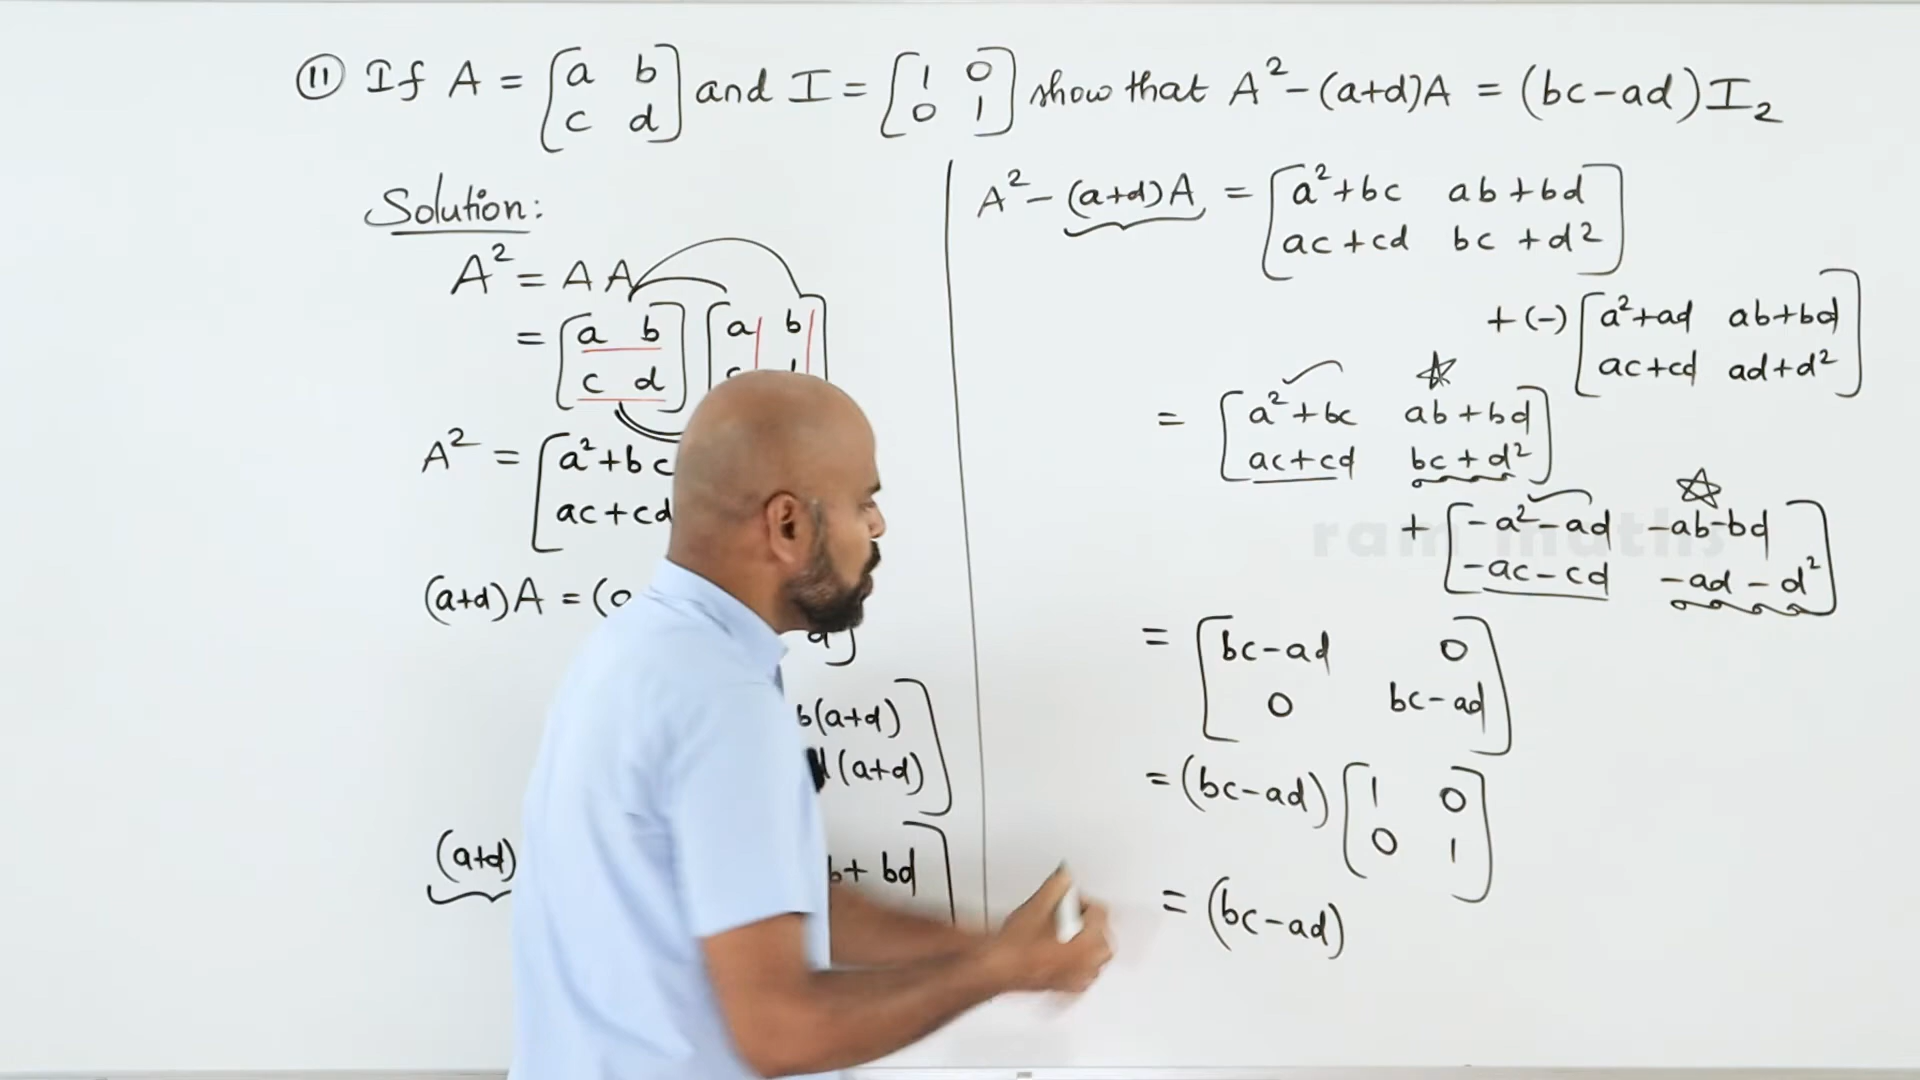 ⑪ If A = [a b; c d] and I = [1 0; 0 1] show that A² - (a+d)A = (bc-ad)I₂
Solution:
A² = A A
= [a b; c d] [a b
A² = [a²+bc
ac+cd
(a+d)A = (
d]
b(a+d)
(a+d)]
(a+d)
b+ bd
A² - (a+d)A = [a²+bc ab+bd; ac+cd bc+d²]
+(-) [a²+ad ab+bd; ac+cd ad+d²]
= [a²+bc ab+bd; ac+cd bc+d²]
+ [-a²-ad -ab-bd; -ac-cd -ad-d²]
= [bc-ad 0; 0 bc-ad]
= (bc-ad) [1 0; 0 1]
= (bc-ad)
ram maths